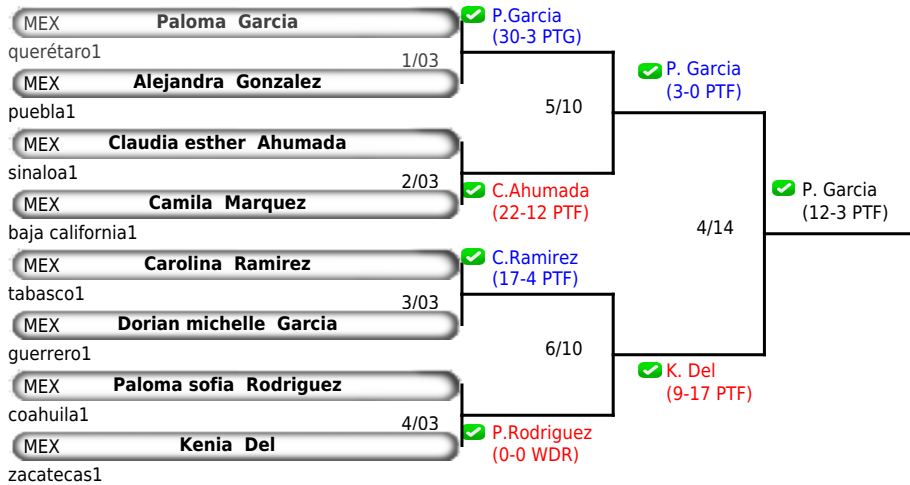 MEX Paloma Garcia
querétaro1
1/03
MEX Alejandra Gonzalez
puebla1
MEX Claudia esther Ahumada
sinaloa1
2/03
MEX Camila Marquez
baja california1
MEX Carolina Ramirez
tabasco1
3/03
MEX Dorian michelle Garcia
guerrero1
MEX Paloma sofia Rodriguez
coahuila1
4/03
MEX Kenia Del
zacatecas1
P.Garcia
(30-3 PTG)
5/10
C.Ahumada
(22-12 PTF)
C.Ramirez
(17-4 PTF)
6/10
P.Rodriguez
(0-0 WDR)
P. Garcia
(3-0 PTF)
4/14
K. Del
(9-17 PTF)
P. Garcia
(12-3 PTF)